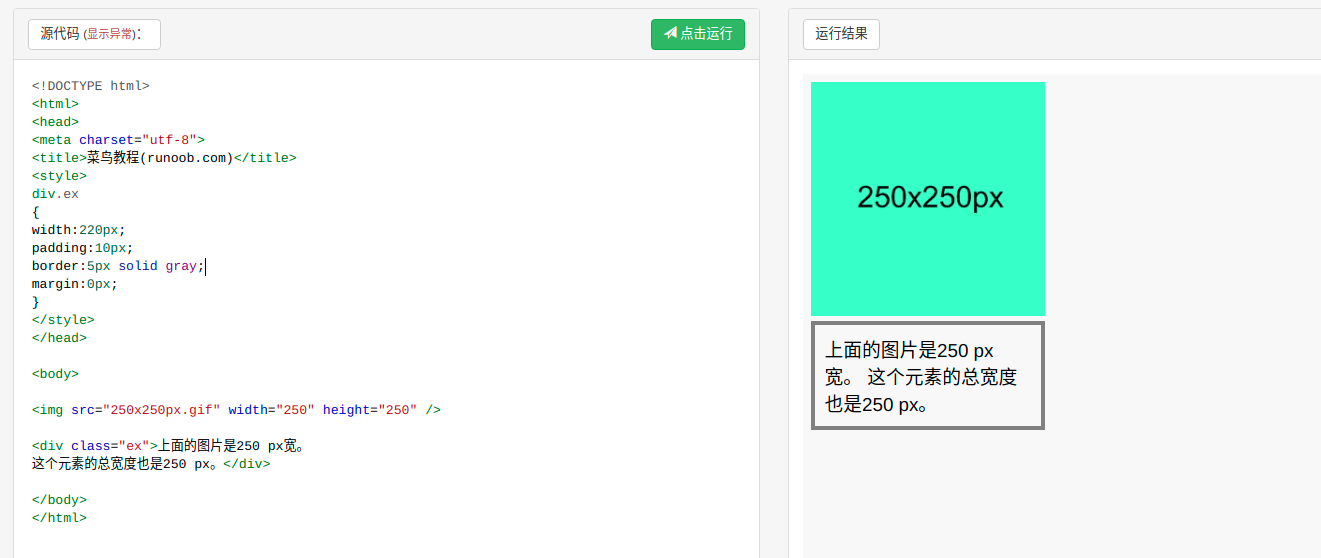 源代码 (显示异常)：
点击运行
<!DOCTYPE html>
<html>
<head>
<meta charset="utf-8">
<title>菜鸟教程(runoob.com)</title>
<style>
div.ex
{
width:220px;
padding:10px;
border:5px solid gray;
margin:0px;
}
</style>
</head>
<body>
<img src="250x250px.gif" width="250" height="250" />
<div class="ex">上面的图片是250 px宽。
这个元素的总宽度也是250 px。</div>
</body>
</html>
运行结果
250x250px
上面的图片是250 px
宽。 这个元素的总宽度
也是250 px。